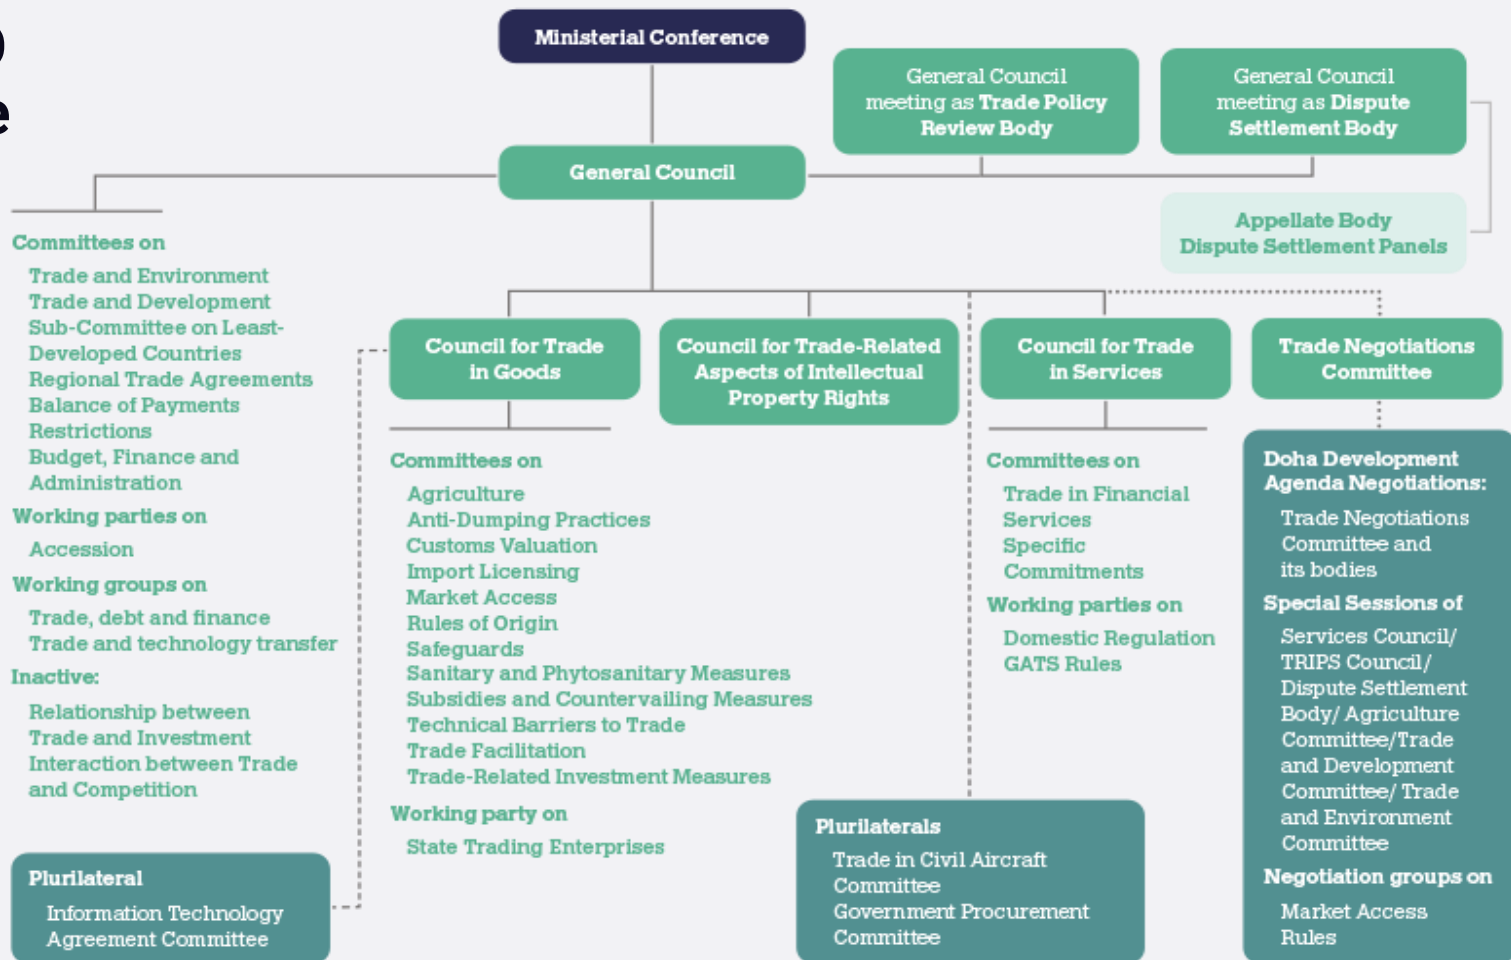 Ministerial Conference
General Council
meeting as Trade Policy
Review Body
General Council
meeting as Dispute
Settlement Body
General Council
Appellate Body
Dispute Settlement Panels
Committees on
Trade and Environment
Trade and Development
Sub-Committee on Least-
Developed Countries
Regional Trade Agreements
Balance of Payments
Restrictions
Budget, Finance and
Administration
Working parties on
Accession
Working groups on
Trade, debt and finance
Trade and technology transfer
Inactive:
Relationship between
Trade and Investment
Interaction between Trade
and Competition
Plurilateral
Information Technology
Agreement Committee
Council for Trade
in Goods
Committees on
Agriculture
Anti-Dumping Practices
Customs Valuation
Import Licensing
Market Access
Rules of Origin
Safeguards
Sanitary and Phytosanitary Measures
Subsidies and Countervailing Measures
Technical Barriers to Trade
Trade Facilitation
Trade-Related Investment Measures
Working party on
State Trading Enterprises
Council for Trade-Related
Aspects of Intellectual
Property Rights
Plurilaterals
Trade in Civil Aircraft
Committee
Government Procurement
Committee
Council for Trade
in Services
Committees on
Trade in Financial
Services
Specific
Commitments
Working parties on
Domestic Regulation
GATS Rules
Trade Negotiations
Committee
Doha Development
Agenda Negotiations:
Trade Negotiations
Committee and
its bodies
Special Sessions of
Services Council/
TRIPS Council/
Dispute Settlement
Body/ Agriculture
Committee/Trade
and Development
Committee/ Trade
and Environment
Committee
Negotiation groups on
Market Access
Rules